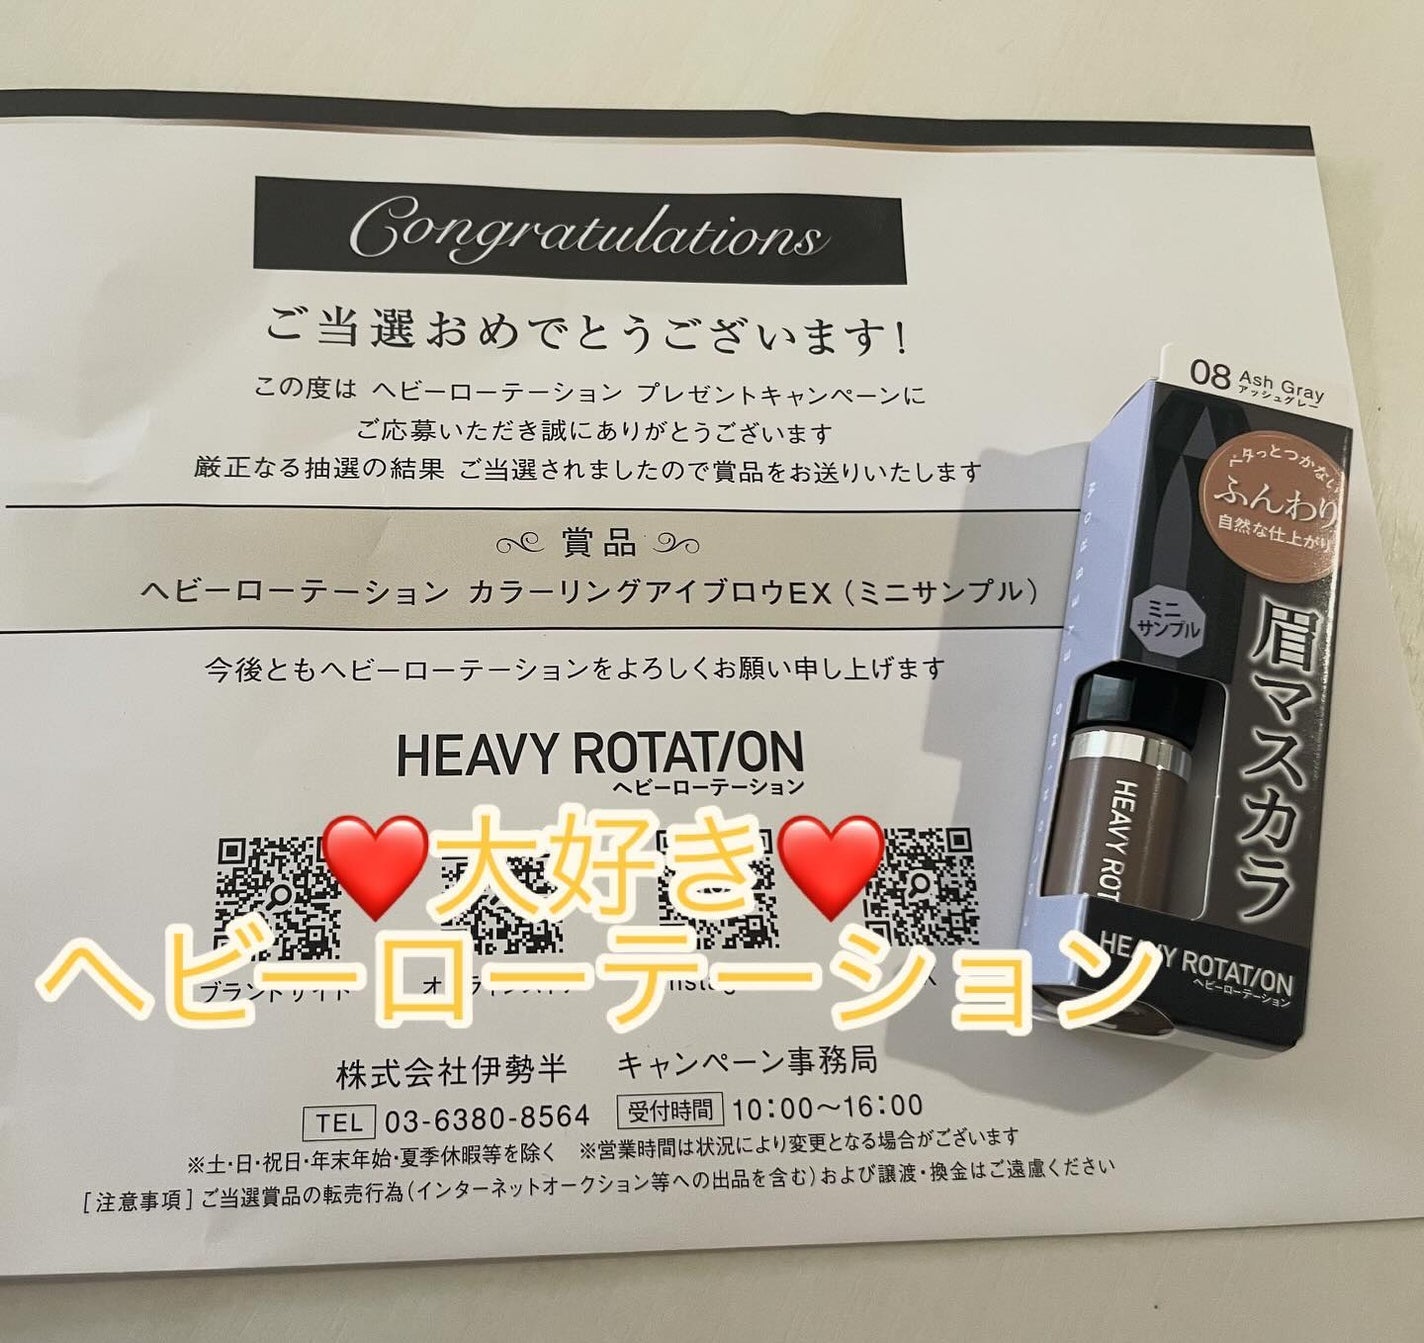 Congratulations
ご当選おめでとうございます!
この度は ヘビーローテーション プレゼントキャンペーンに
ご応募いただき誠にありがとうございます
厳正なる抽選の結果 ご当選されましたので賞品をお送りいたします
賞品
ヘビーローテーション カラーリングアイブロウEX（ミニサンプル）
今後ともヘビーローテーションをよろしくお願い申し上げます
HEAVY ROTAT/ON
ヘビーローテーション
❤️大好き❤️
ヘビーローテーション
ブランドサイト
株式会社伊勢半 キャンペーン事務局
TEL 03-6380-8564 受付時間 10:00～16:00
※土・日・祝日・年末年始・夏季休暇等を除く ※営業時間は状況により変更となる場合がございます
[注意事項]ご当選賞品の転売行為(インターネットオークション等への出品を含む)および譲渡・換金はご遠慮ください
08 Ash Gray
アッシュグレー
ペタっとつかない
ふんわり
自然な仕上がり
ミニ
サンプル
眉マスカラ
HEAVY ROT
HEAVY ROTAT/ON
ヘビーローテーション